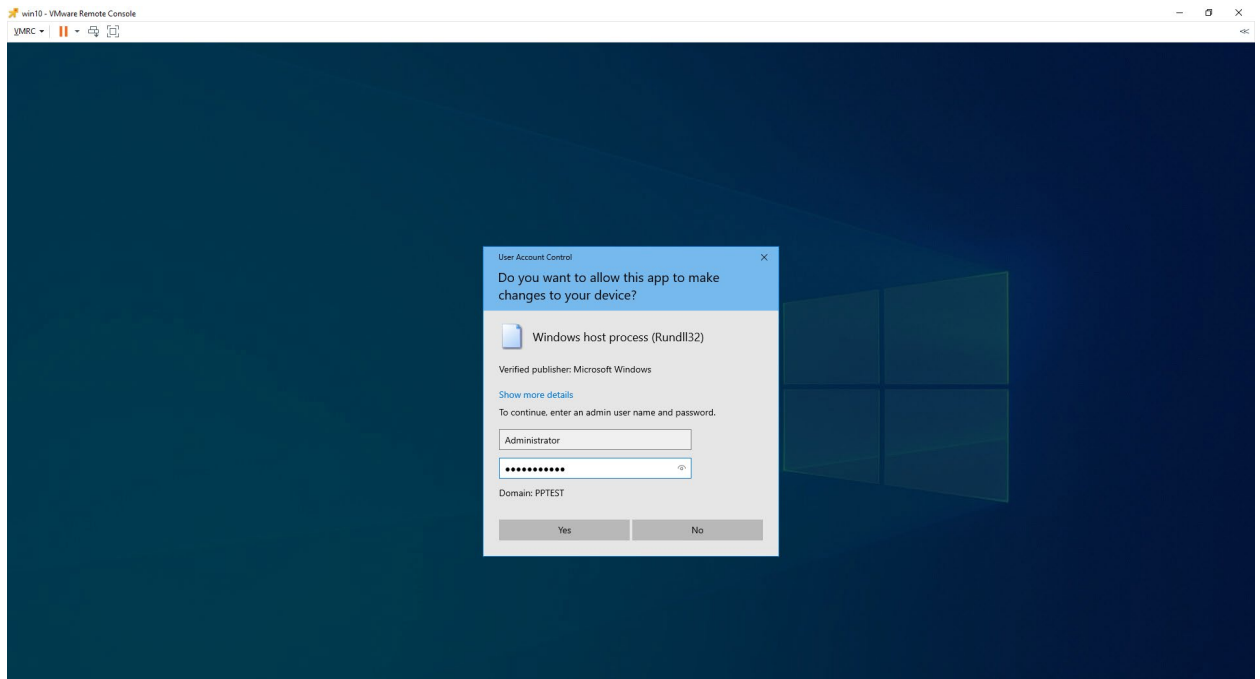 win10 - VMware Remote Console
VMRC
User Account Control
Do you want to allow this app to make
changes to your device?
Windows host process (Rundll32)
Verified publisher: Microsoft Windows
Show more details
To continue, enter an admin user name and password.
Administrator
•••••••••••
Domain: PPTEST
Yes No